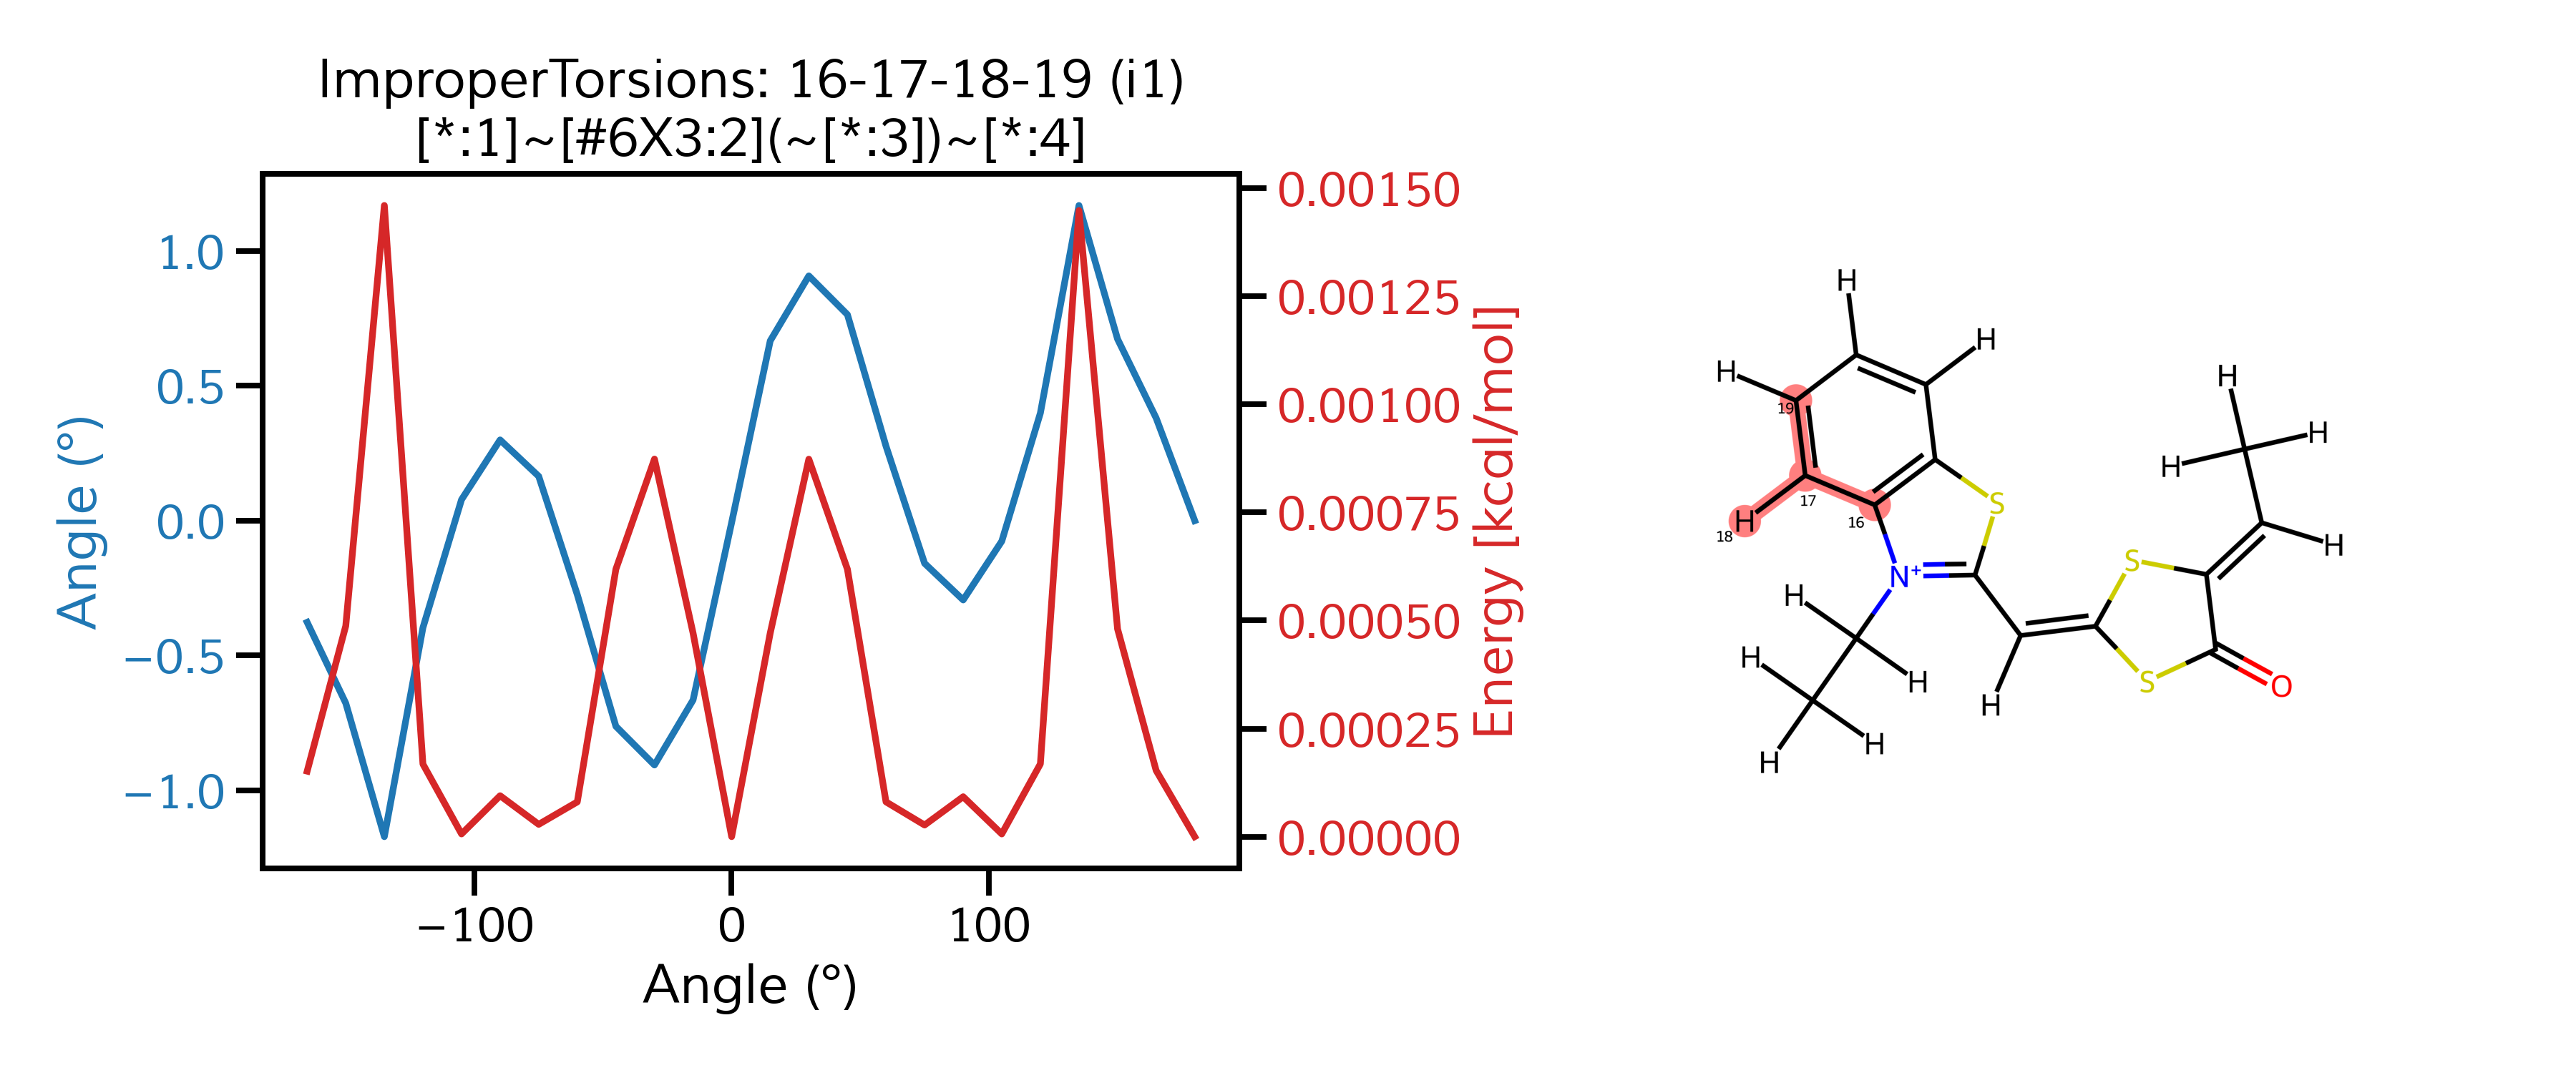 ImproperTorsions: 16-17-18-19 (i1)
[*:1]~[#6X3:2](~[*:3])~[*:4]
Angle (°)
1.0
0.5
0.0
−0.5
−1.0
−100
0
100
Angle (°)
0.00150
0.00125
0.00100
0.00075
0.00050
0.00025
0.00000
Energy [kcal/mol]
H
H
H
19
H
18
17
16
S
N+
H
H
H
H
H
H
S
S
O
H
H
H
H